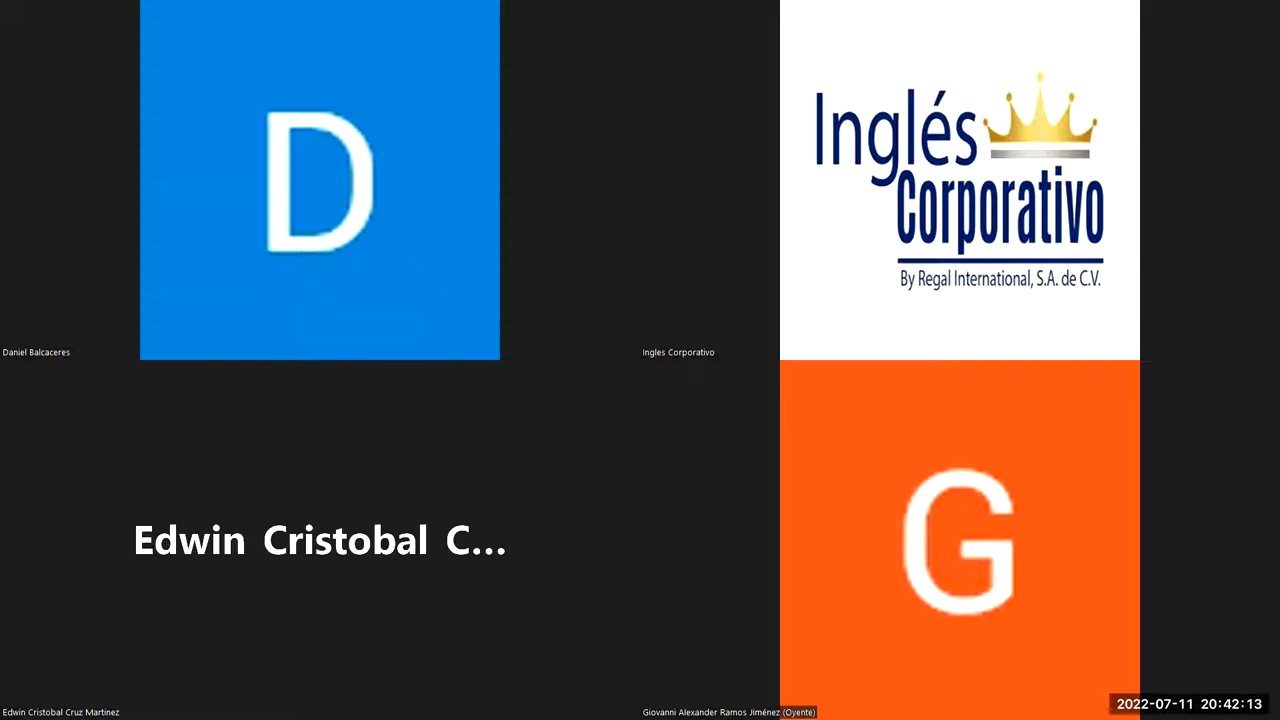 D
Daniel Balcaceres
Inglés
Corporativo
By Regal International, S.A. de C.V.
Ingles Corporativo
Edwin Cristobal C...
Edwin Cristobal Cruz Martinez
G
Giovanni Alexander Ramos Jiménez (Oyente)
2022-07-11 20:42:13